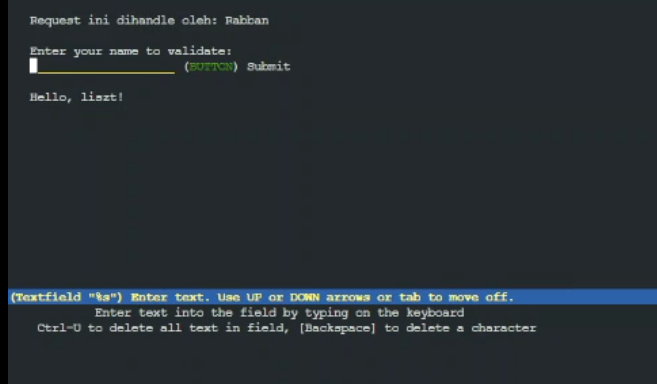 Request ini dihandle oleh: Rabban
Enter your name to validate:
____________________ (BUTTON) Submit
Hello, liszt!
(Textfield "%s") Enter text. Use UP or DOWN arrows or tab to move off.
Enter text into the field by typing on the keyboard
Ctrl-U to delete all text in field, [Backspace] to delete a character